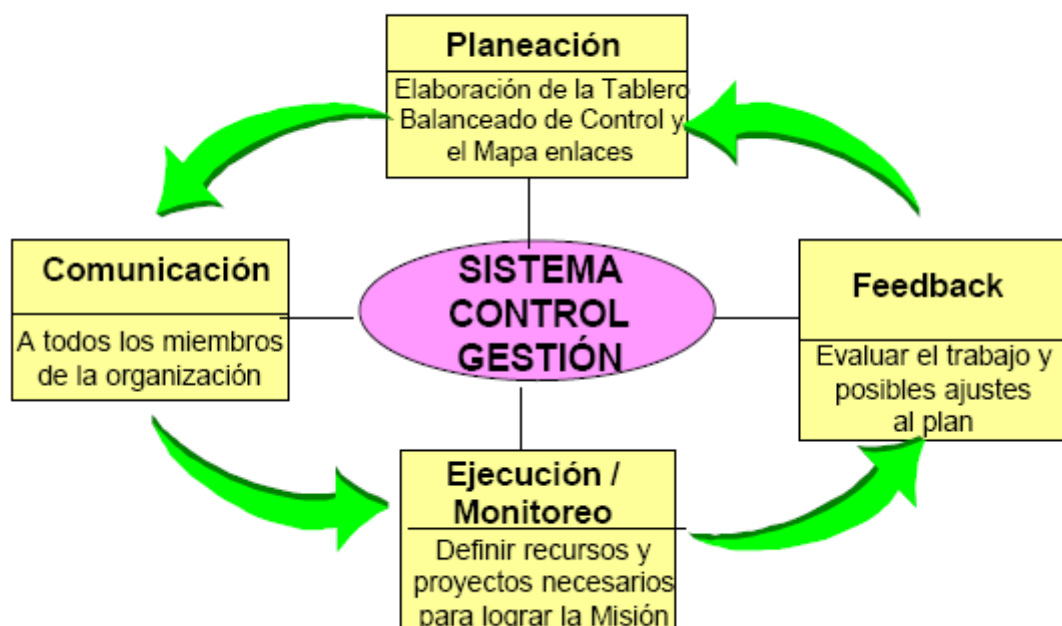 Planeación
Elaboración de la Tablero
Balanceado de Control y
el Mapa enlaces
Comunicación
A todos los miembros
de la organización
SISTEMA
CONTROL
GESTIÓN
Feedback
Evaluar el trabajo y
posibles ajustes
al plan
Ejecución /
Monitoreo
Definir recursos y
proyectos necesarios
para lograr la Misión